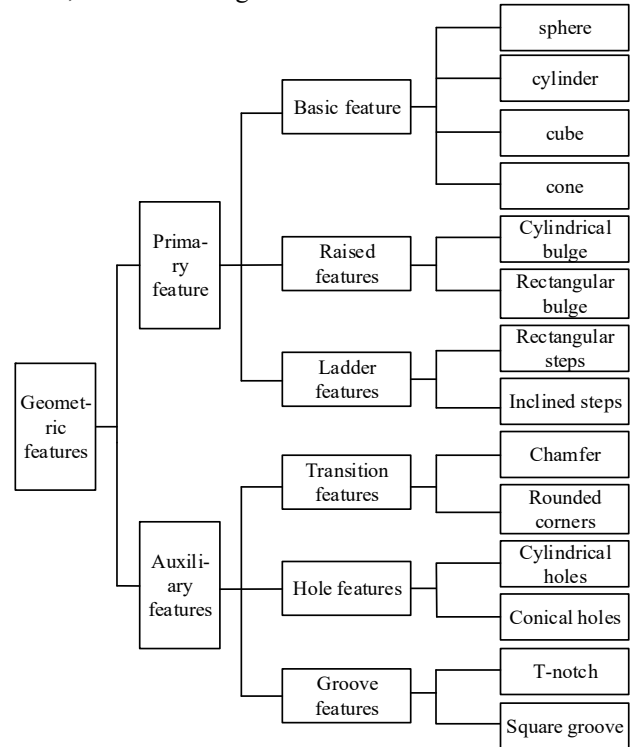 sphere
cylinder
Basic feature
cube
cone
Prima-
ry
feature
Cylindrical
bulge
Raised
features
Rectangular
bulge
Rectangular
steps
Ladder
features
Inclined steps
Geomet-
ric
features
Chamfer
Transition
features
Rounded
corners
Auxili-
ary
features
Cylindrical
holes
Hole features
Conical holes
T-notch
Groove
features
Square groove